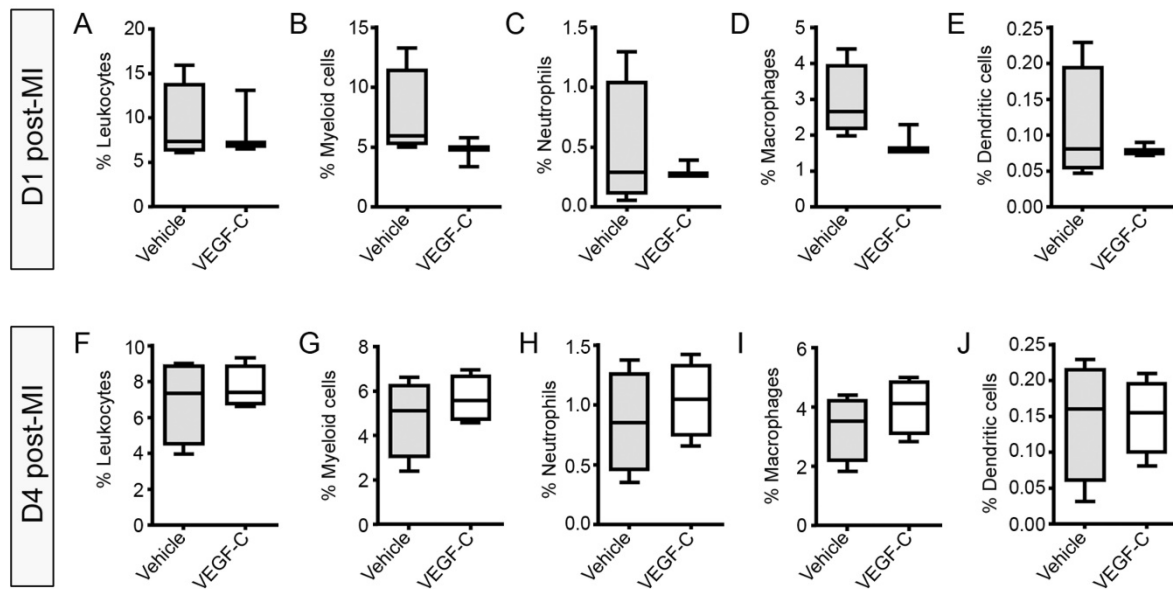 D1 post-MI
A
% Leukocytes
20
15
10
5
0
Vehicle
VEGF-C
B
% Myeloid cells
15
10
5
0
Vehicle
VEGF-C
C
% Neutrophils
1.5
1.0
0.5
0.0
Vehicle
VEGF-C
D
% Macrophages
5
4
3
2
1
0
Vehicle
VEGF-C
E
% Dendritic cells
0.25
0.20
0.15
0.10
0.05
0.00
Vehicle
VEGF-C
D4 post-MI
F
% Leukocytes
10
8
6
4
2
0
Vehicle
VEGF-C
G
% Myeloid cells
8
6
4
2
0
Vehicle
VEGF-C
H
% Neutrophils
1.5
1.0
0.5
0.0
Vehicle
VEGF-C
I
% Macrophages
6
4
2
0
Vehicle
VEGF-C
J
% Dendritic cells
0.25
0.20
0.15
0.10
0.05
0.00
Vehicle
VEGF-C